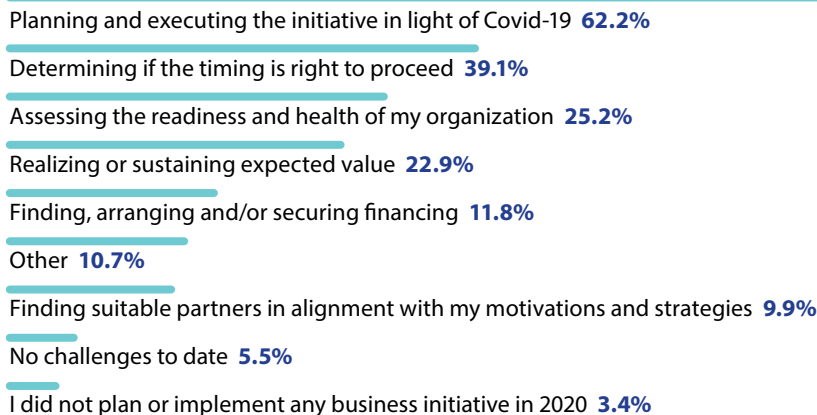 Planning and executing the initiative in light of Covid-19 62.2%
Determining if the timing is right to proceed 39.1%
Assessing the readiness and health of my organization 25.2%
Realizing or sustaining expected value 22.9%
Finding, arranging and/or securing financing 11.8%
Other 10.7%
Finding suitable partners in alignment with my motivations and strategies 9.9%
No challenges to date 5.5%
I did not plan or implement any business initiative in 2020 3.4%